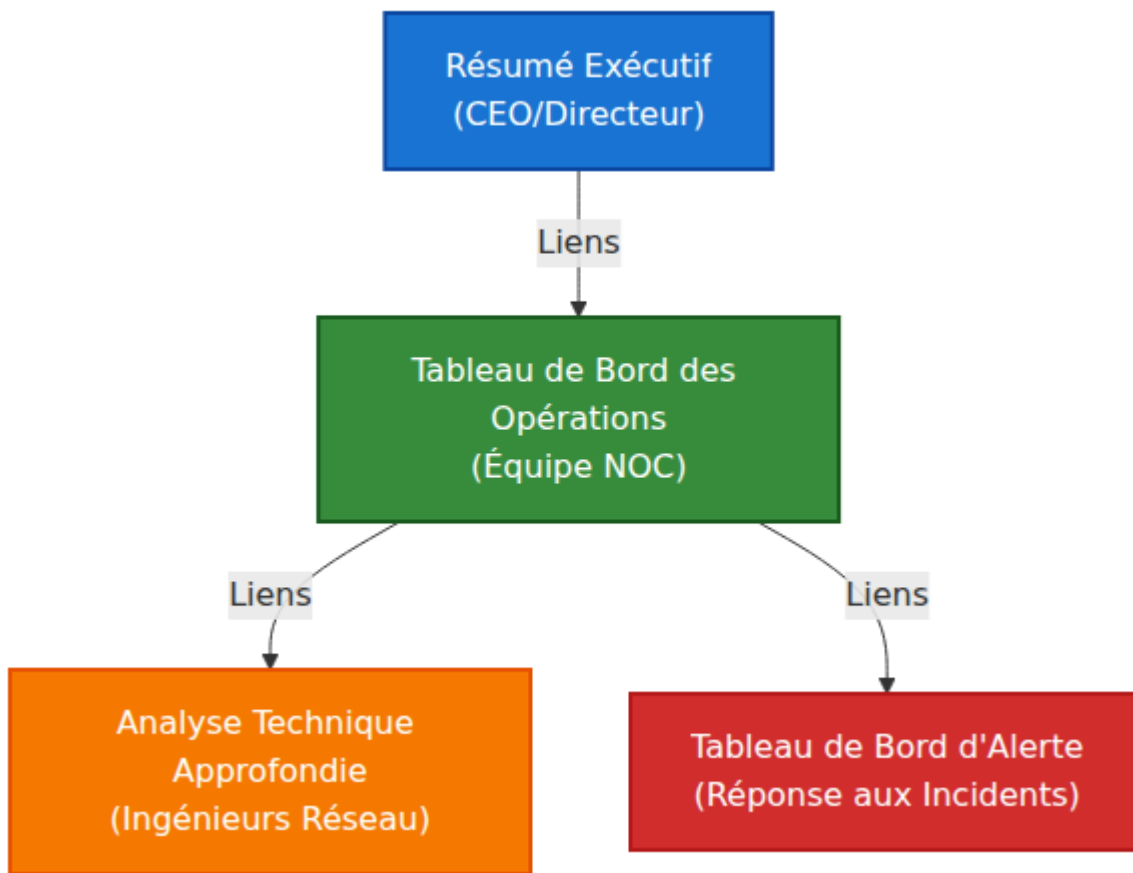 Résumé Exécutif
(CEO/Directeur)
Liens
Tableau de Bord des
Opérations
(Équipe NOC)
Liens
Liens
Analyse Technique
Approfondie
(Ingénieurs Réseau)
Tableau de Bord d'Alerte
(Réponse aux Incidents)